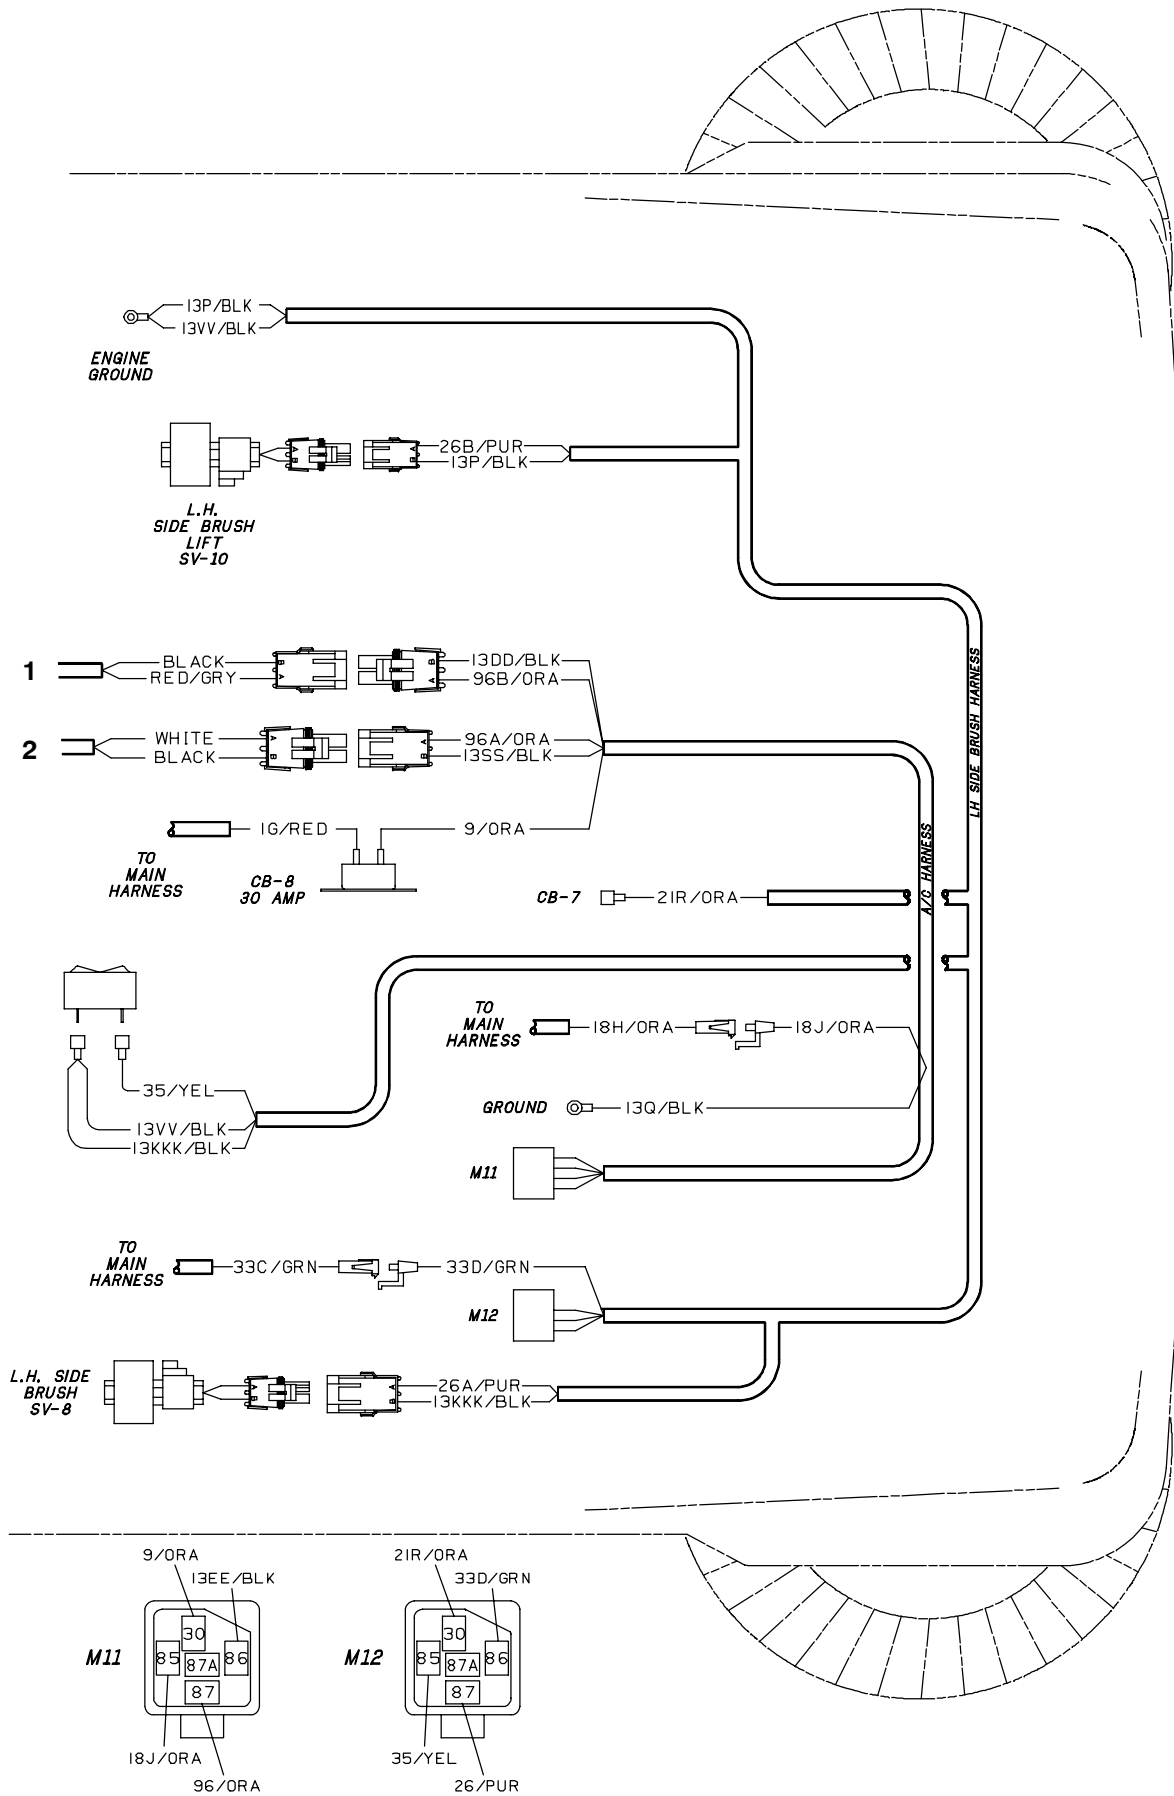 13P/BLK
13VV/BLK
ENGINE
GROUND
A
B
A
B
26B/PUR
13P/BLK
L.H.
SIDE BRUSH
LIFT
SV-10
1
BLACK
RED/GRY
B
A
B
A
13DD/BLK
96B/ORA
LH SIDE BRUSH HARNESS
2
WHITE
BLACK
A
B
A
B
96A/ORA
13SS/BLK
TO
MAIN
HARNESS
1G/RED
9/ORA
CB-8
30 AMP
A/C HARNESS
CB-7
21R/ORA
TO
MAIN
HARNESS
18H/ORA
18J/ORA
35/YEL
13VV/BLK
13KKK/BLK
GROUND
13Q/BLK
M11
TO
MAIN
HARNESS
33C/GRN
33D/GRN
M12
L.H. SIDE
BRUSH
SV-8
A
B
A
B
26A/PUR
13KKK/BLK
9/ORA
13EE/BLK
M11
30
85
87A
86
87
18J/ORA
96/ORA
21R/ORA
33D/GRN
M12
30
85
87A
86
87
35/YEL
26/PUR